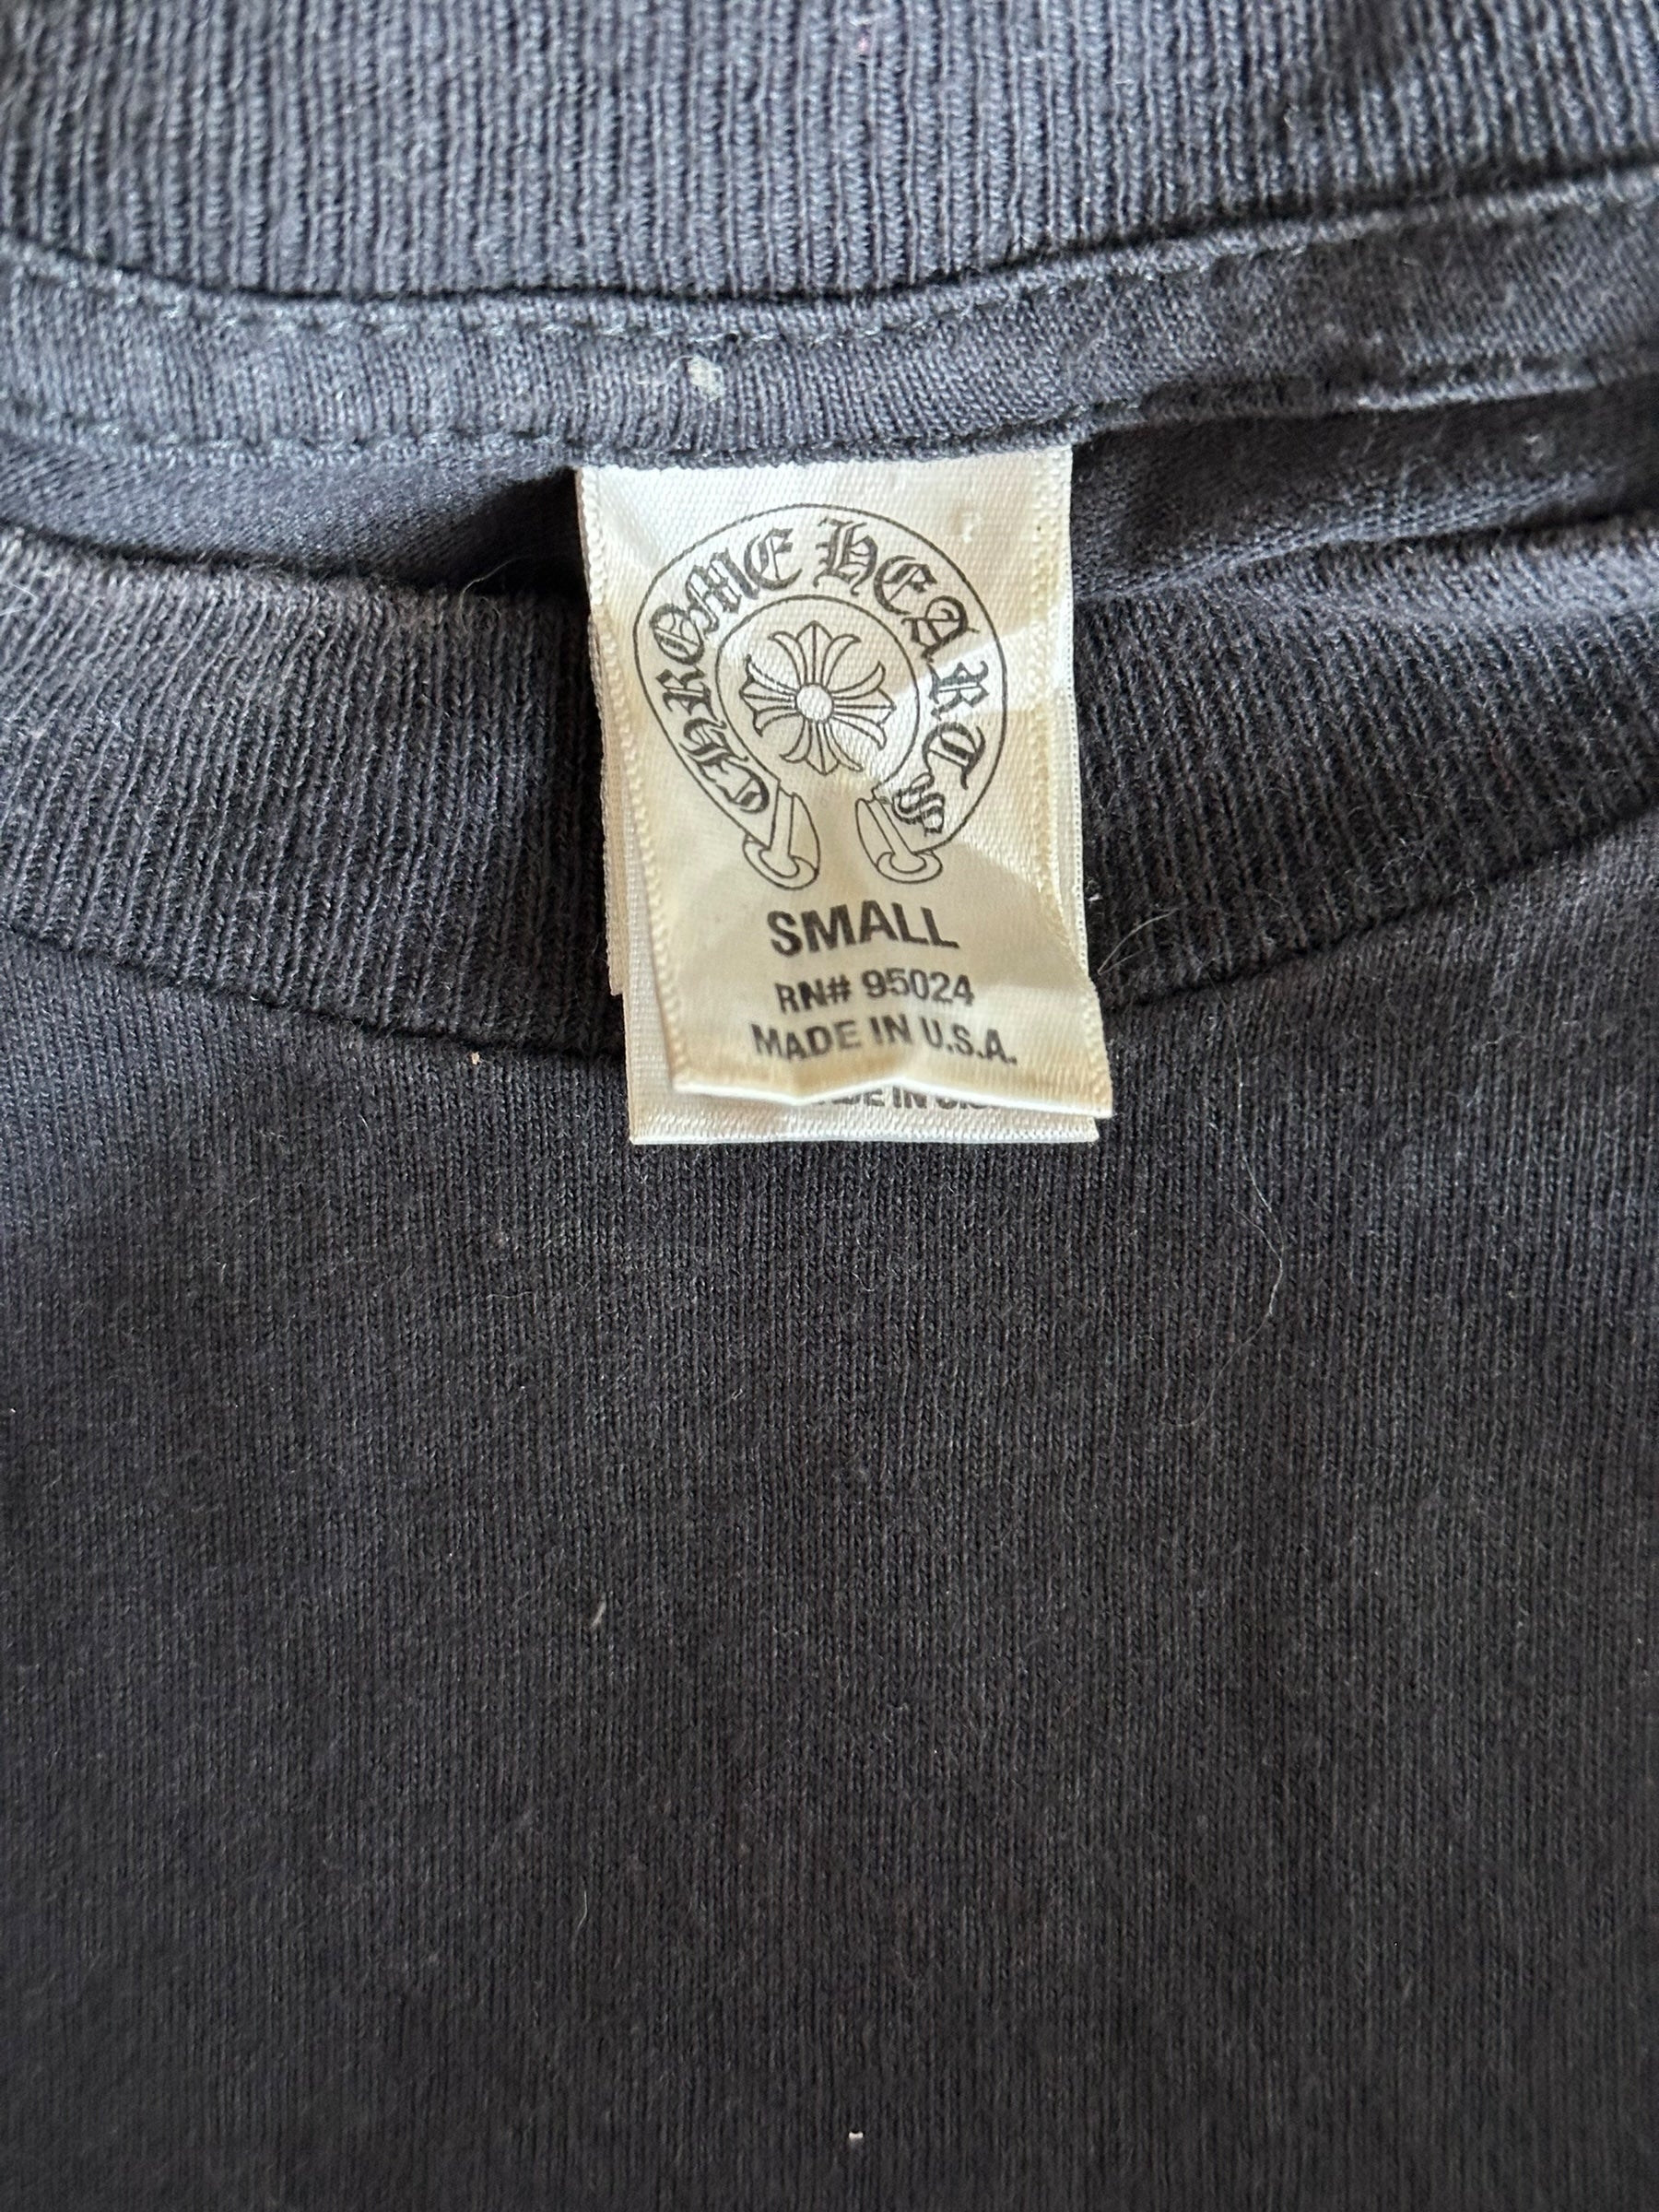 CHROME HEARTS
SMALL
RN# 95024
MADE IN U.S.A.